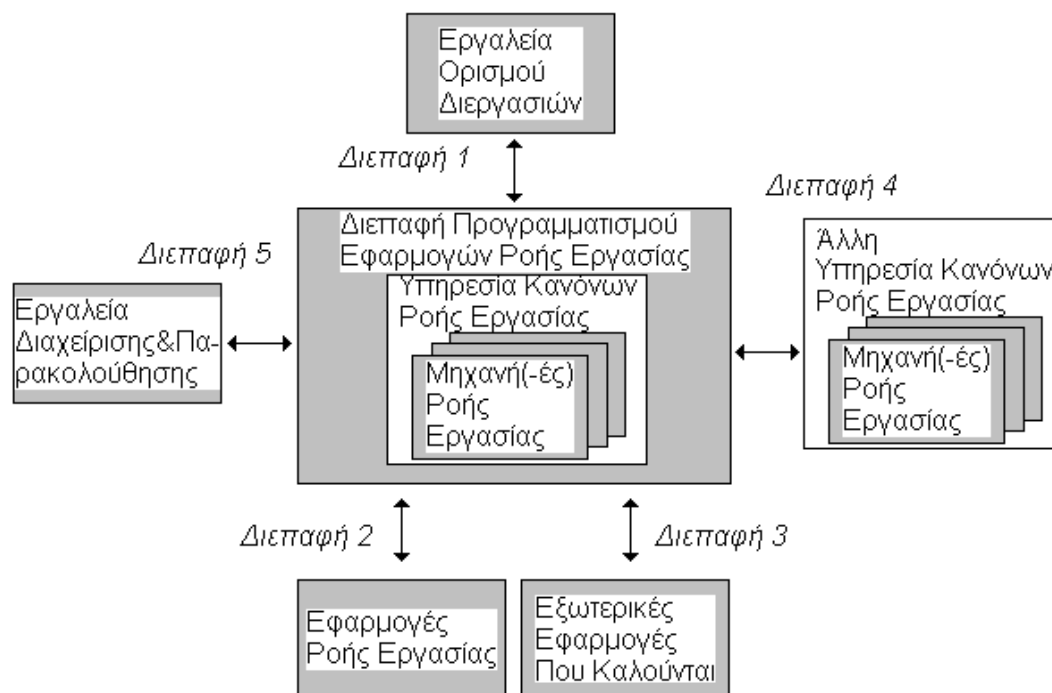 Εργαλεία
Ορισμού
Διεργασιών
Διεπαφή 1
Διεπαφή 4
Διεπαφή Προγραμματισμού
Εφαρμογών Ροής Εργασίας
Υπηρεσία Κανόνων
Ροής Εργασίας
Μηχανή(-ές)
Ροής
Εργασίας
Άλλη
Υπηρεσία Κανόνων
Ροής Εργασίας
Μηχανή(-ές)
Ροής
Εργασίας
Διεπαφή 5
Εργαλεία
Διαχείρισης&Πα-
ρακολούθησης
Διεπαφή 2
Διεπαφή 3
Εφαρμογές
Ροής Εργασίας
Εξωτερικές
Εφαρμογές
Που Καλούνται